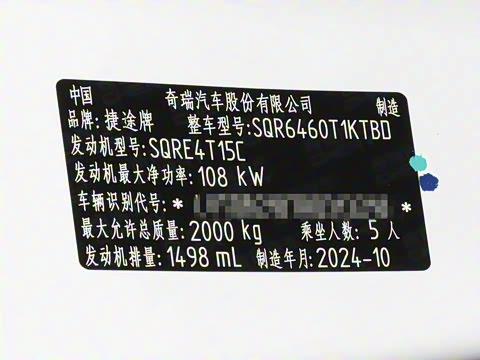 中国 奇瑞汽车股份有限公司 制造
品牌: 捷途牌 整车型号: SQR6460T1KTBD
发动机型号: SQRE4T15C
发动机最大净功率: 108 kW
车辆识别代号: * *
最大允许总质量: 2000 kg 乘坐人数: 5 人
发动机排量: 1498 mL 制造年月: 2024-10